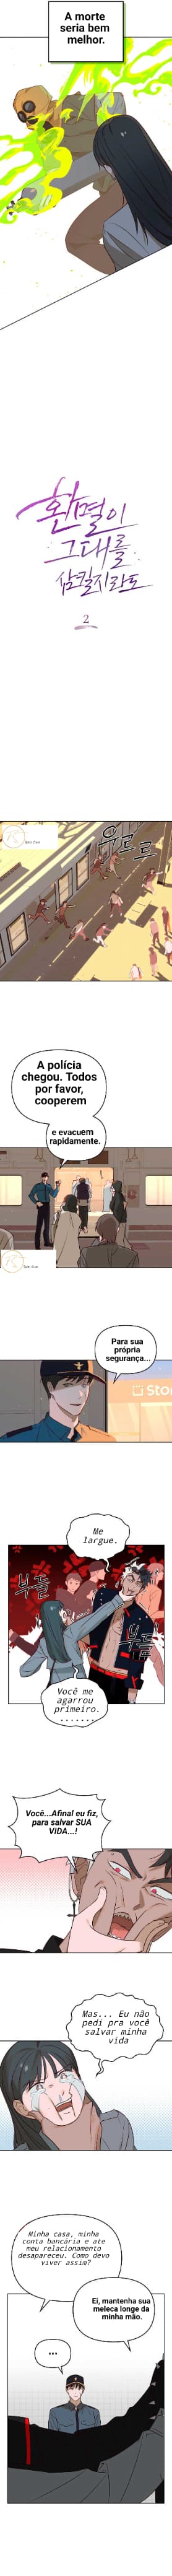 A morte
seria bem
melhor.
환멸이
그대를
삼킬지라도
2
우르르
A polícia
chegou. Todos
por favor,
cooperem
e evacuem
rapidamente.
Para sua
própria
segurança...
Sto
Me
largue.
부들
부들
Você me
agarrou
primeiro.
.......
Você...Afinal eu fiz,
para salvar SUA
VIDA...!
Mas... Eu não
pedi pra você
salvar minha
vida
Minha casa, minha
conta bancária e ate
meu relacionamento
desapareceu. Como devo
viver assim?
Ei, mantenha sua
meleca longe da
minha mão.
...